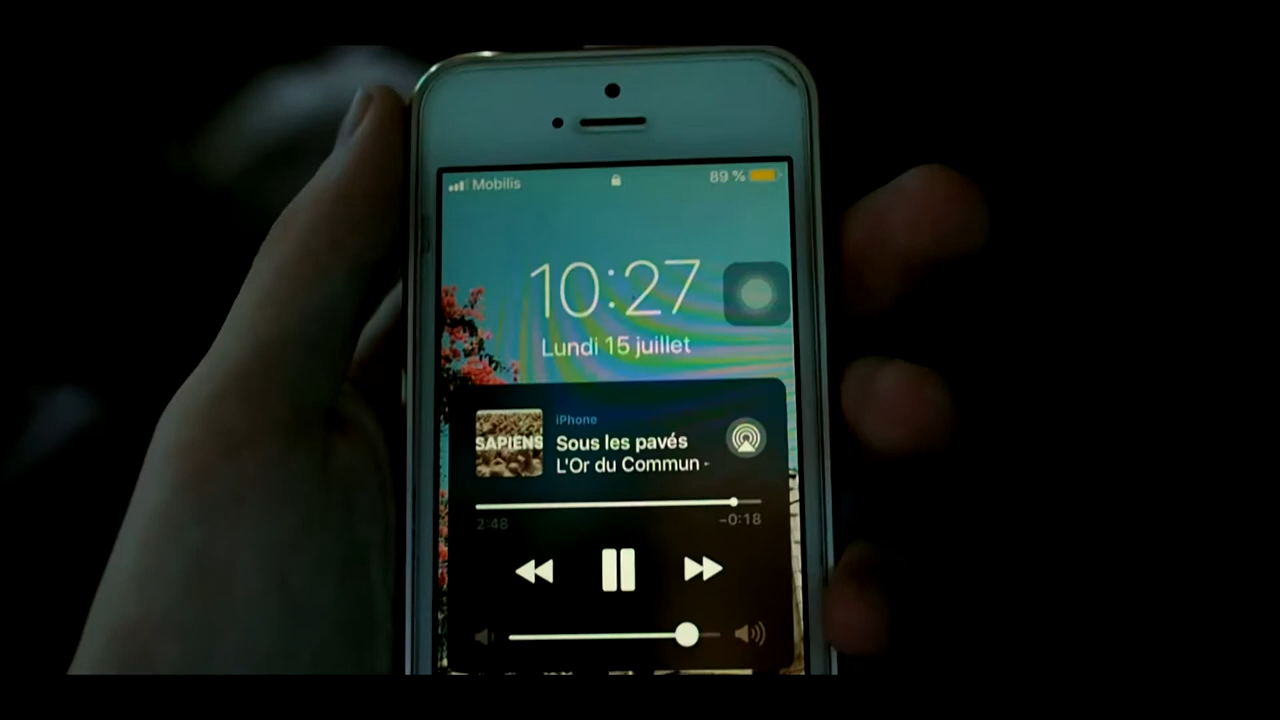 Mobilis
89 %
10:27
Lundi 15 juillet
SAPIENS
iPhone
Sous les pavés
L'Or du Commun -
2:48
-0:18